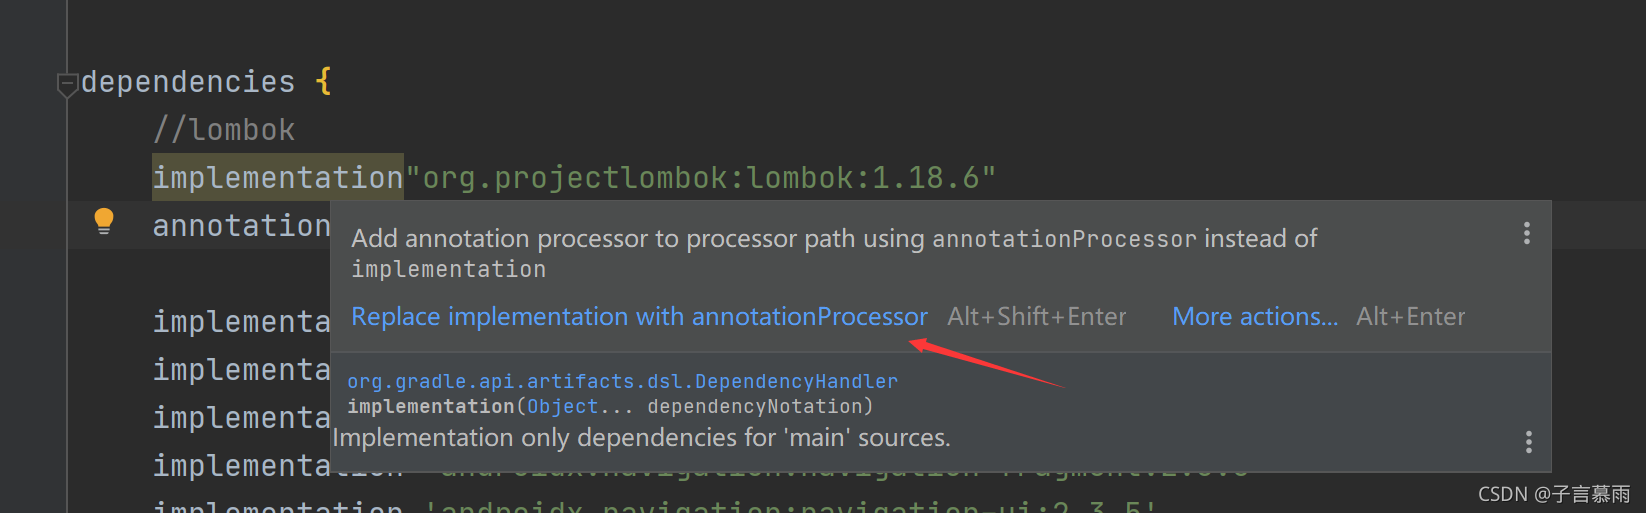 dependencies {
//lombok
implementation"org.projectlombok:lombok:1.18.6"
annotation
Add annotation processor to processor path using annotationProcessor instead of
implementation
Replace implementation with annotationProcessor Alt+Shift+Enter More actions... Alt+Enter
org.gradle.api.artifacts.dsl.DependencyHandler
implementation(Object... dependencyNotation)
Implementation only dependencies for 'main' sources.
implementa
implementa
implementa
implementation
implementation 'androidx.navigation:navigation-ui:2.3.5'
CSDN @子言慕雨